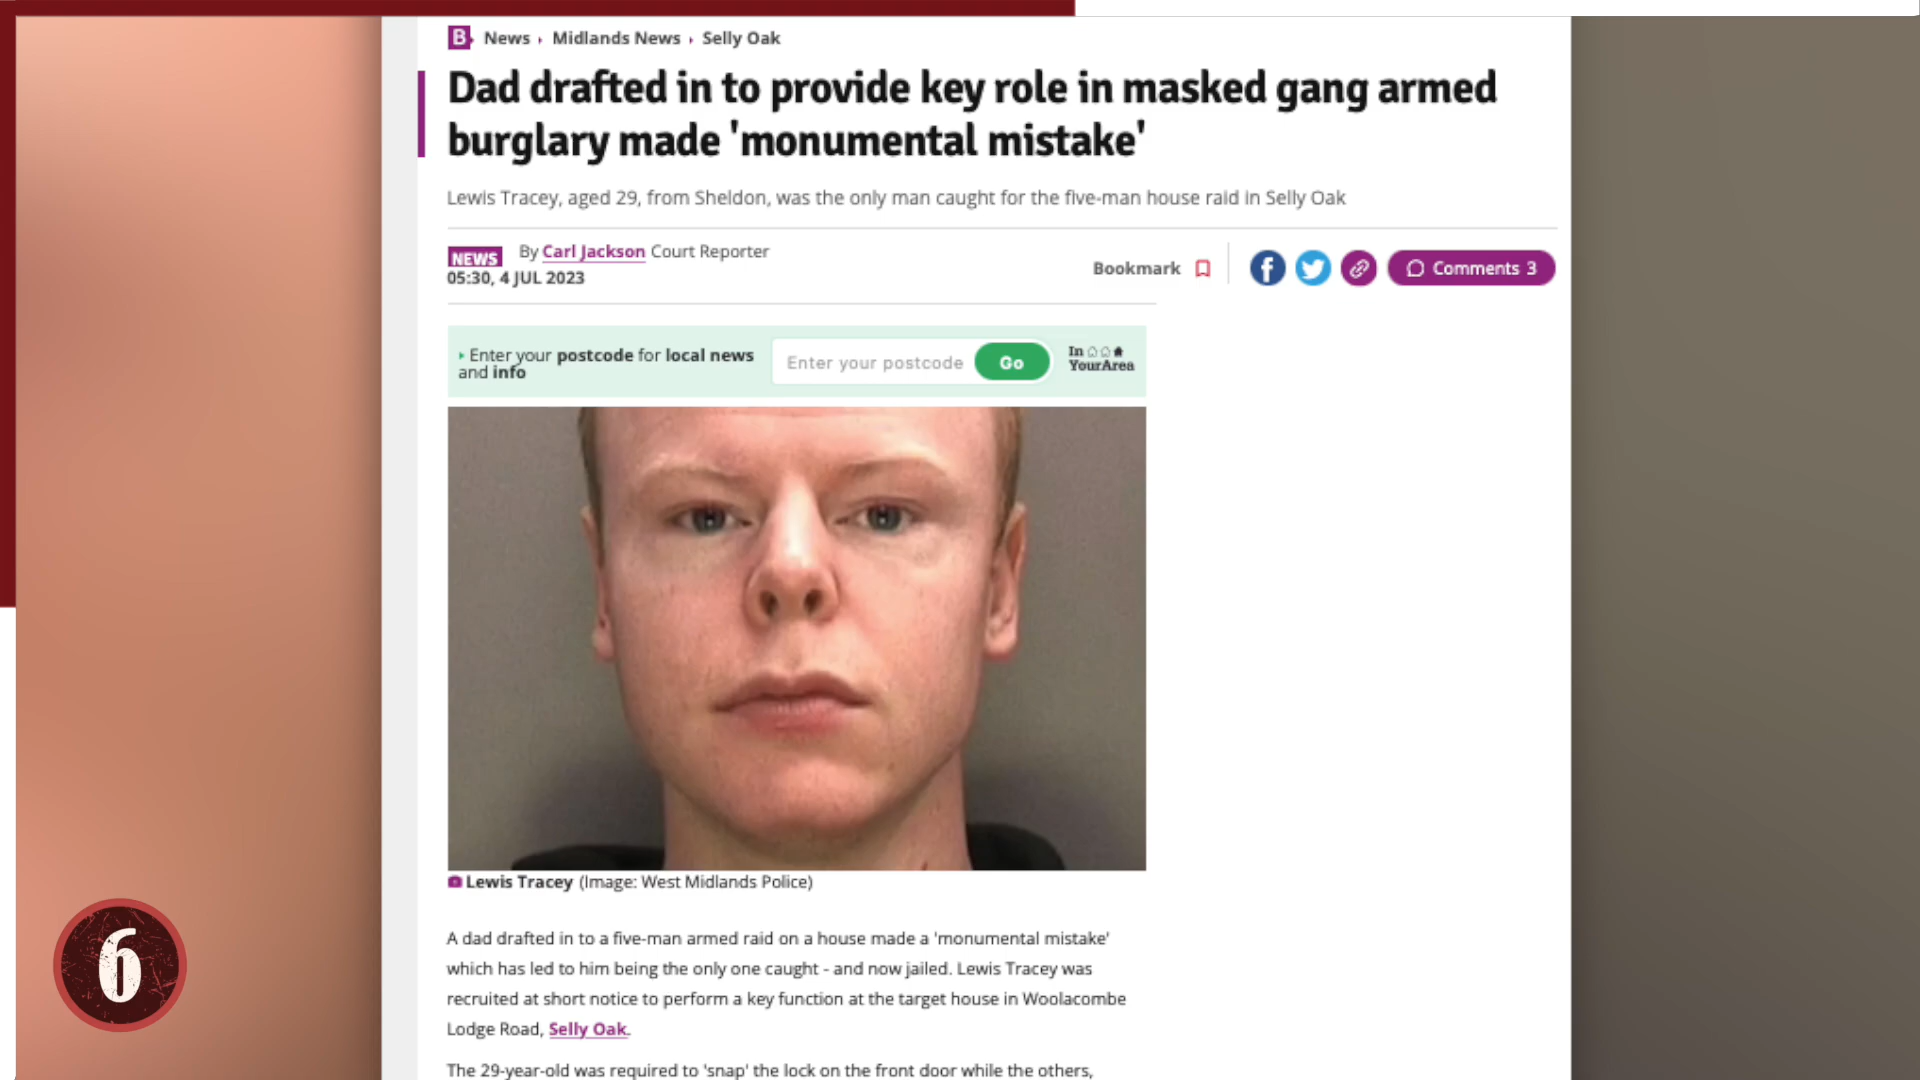 B News Midlands News Selly Oak
Dad drafted in to provide key role in masked gang armed
burglary made 'monumental mistake'
Lewis Tracey, aged 29, from Sheldon, was the only man caught for the five-man house raid in Selly Oak
NEWS By Carl Jackson Court Reporter
05:30, 4 JUL 2023
Bookmark
Comments 3
Enter your postcode for local news
and info
Enter your postcode
Go
In
YourArea
Lewis Tracey (Image: West Midlands Police)
A dad drafted in to a five-man armed raid on a house made a 'monumental mistake'
which has led to him being the only one caught - and now jailed. Lewis Tracey was
recruited at short notice to perform a key function at the target house in Woolacombe
Lodge Road, Selly Oak.
The 29-year-old was required to 'snap' the lock on the front door while the others,
6